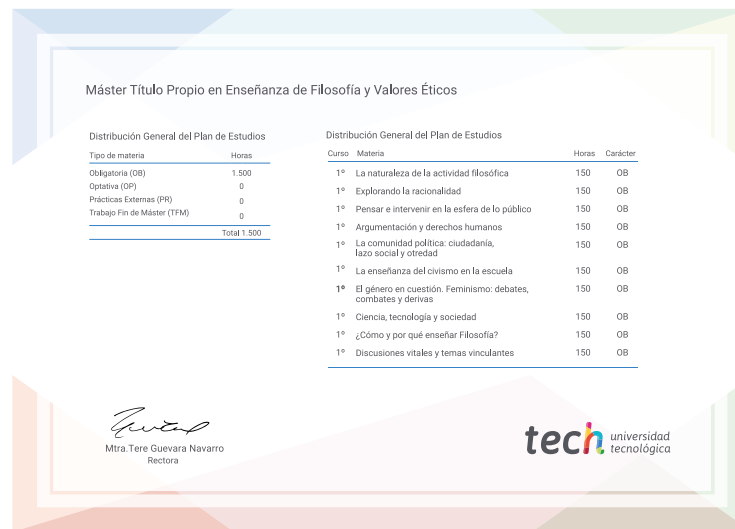 Máster Título Propio en Enseñanza de Filosofía y Valores Éticos
Distribución General del Plan de Estudios
Tipo de materia Horas
Obligatoria (OB) 1.500
Optativa (OP) 0
Prácticas Externas (PR) 0
Trabajo Fin de Máster (TFM) 0
Total 1.500
Distribución General del Plan de Estudios
Curso Materia Horas Carácter
1º La naturaleza de la actividad filosófica 150 OB
1º Explorando la racionalidad 150 OB
1º Pensar e intervenir en la esfera de lo público 150 OB
1º Argumentación y derechos humanos 150 OB
1º La comunidad política: ciudadanía, 150 OB
lazo social y otredad
1º La enseñanza del civismo en la escuela 150 OB
1º El género en cuestión. Feminismo: debates, 150 OB
combates y derivas
1º Ciencia, tecnología y sociedad 150 OB
1º ¿Cómo y por qué enseñar Filosofía? 150 OB
1º Discusiones vitales y temas vinculantes 150 OB
Mtra.Tere Guevara Navarro
Rectora
tech universidad
tecnológica